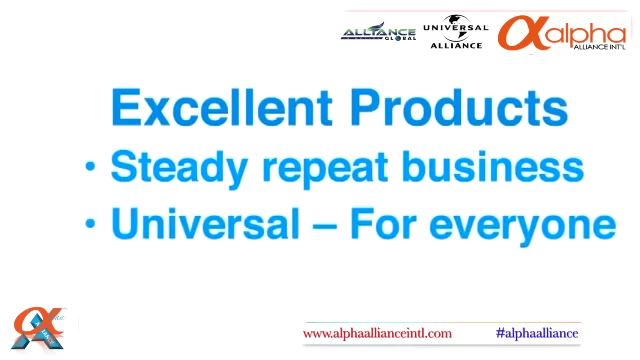 ALLIANCE
GLOBAL
UNIVERSAL
ALLIANCE
alpha
ALLIANCE INT'L
Excellent Products
• Steady repeat business
• Universal – For everyone
www.alphaallianceintl.com
#alphaalliance